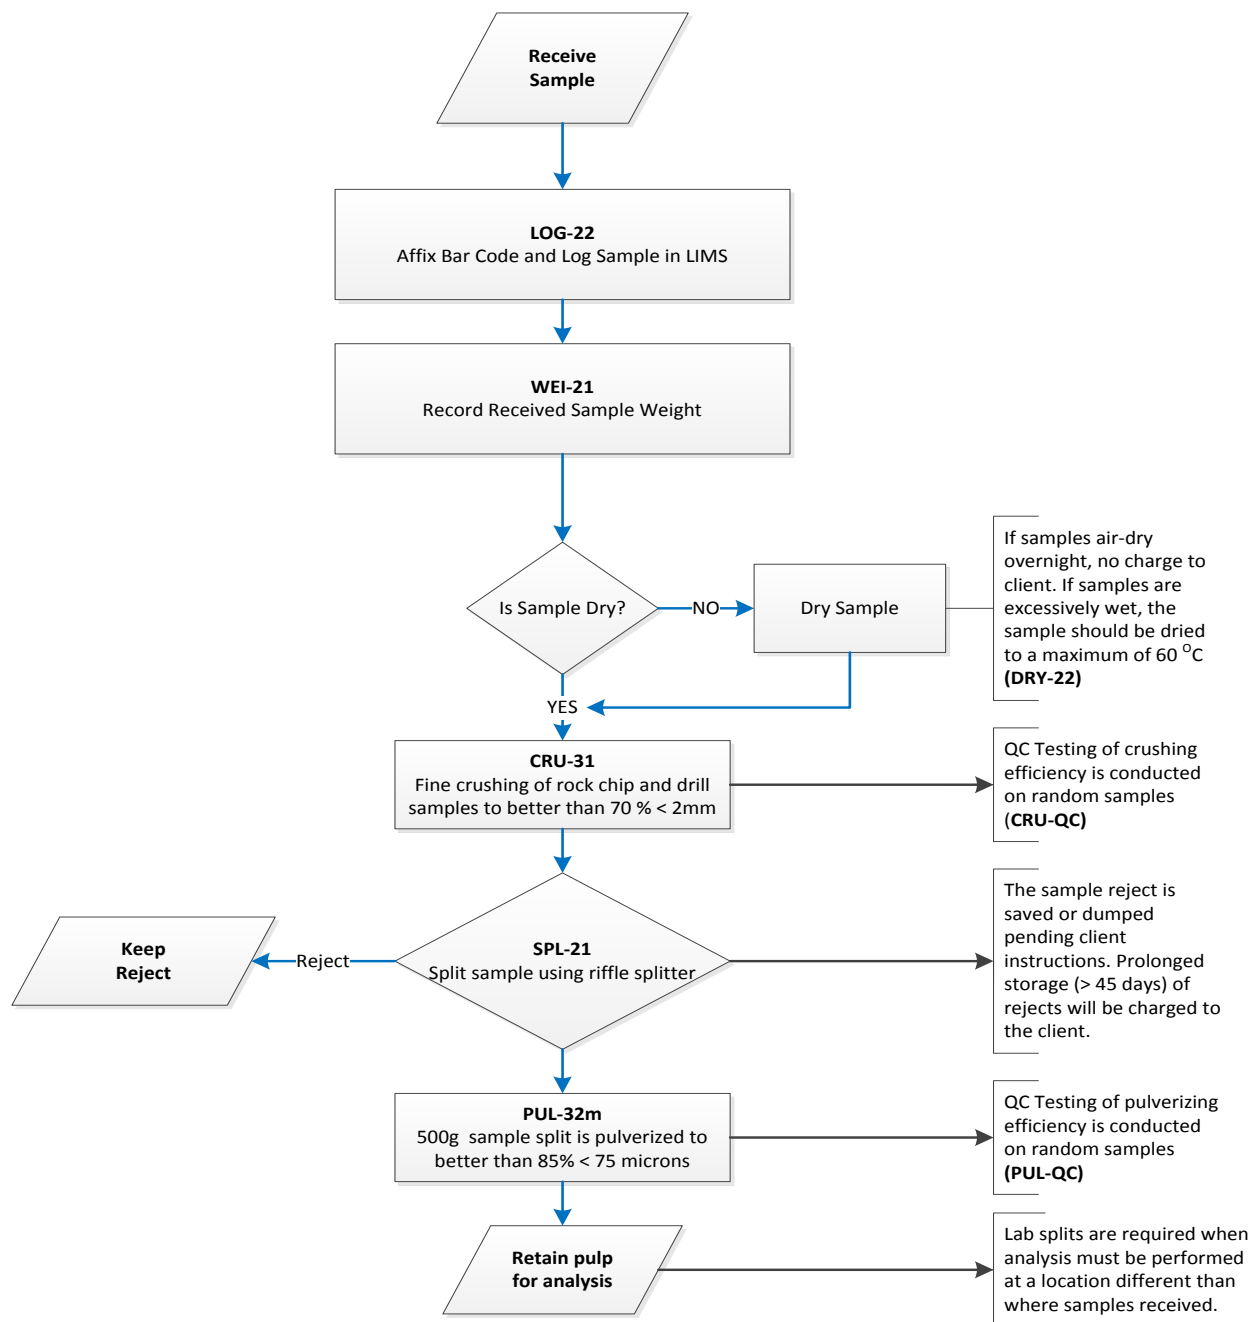 Receive
Sample
LOG-22
Affix Bar Code and Log Sample in LIMS
WEI-21
Record Received Sample Weight
Is Sample Dry?
NO
Dry Sample
If samples air-dry
overnight, no charge to
client. If samples are
excessively wet, the
sample should be dried
to a maximum of 60 °C
(DRY-22)
YES
CRU-31
Fine crushing of rock chip and drill
samples to better than 70 % < 2mm
QC Testing of crushing
efficiency is conducted
on random samples
(CRU-QC)
Keep
Reject
Reject
SPL-21
Split sample using riffle splitter
The sample reject is
saved or dumped
pending client
instructions. Prolonged
storage (> 45 days) of
rejects will be charged to
the client.
PUL-32m
500g  sample split is pulverized to
better than 85% < 75 microns
QC Testing of pulverizing
efficiency is conducted
on random samples
(PUL-QC)
Retain pulp
for analysis
Lab splits are required when
analysis must be performed
at a location different than
where samples received.